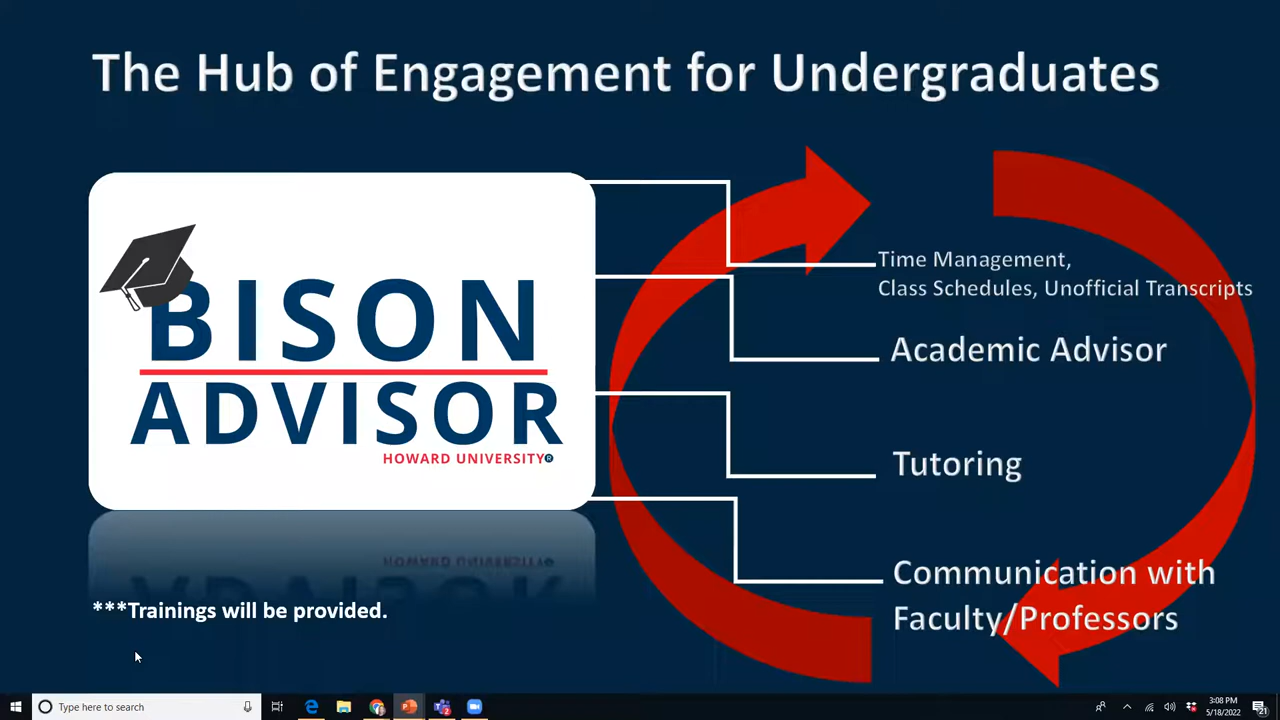 The Hub of Engagement for Undergraduates
BISON
ADVISOR
HOWARD UNIVERSITY®
Time Management,
Class Schedules, Unofficial Transcripts
Academic Advisor
Tutoring
Communication with
Faculty/Professors
***Trainings will be provided.
Type here to search
3:08 PM
5/18/2022
21